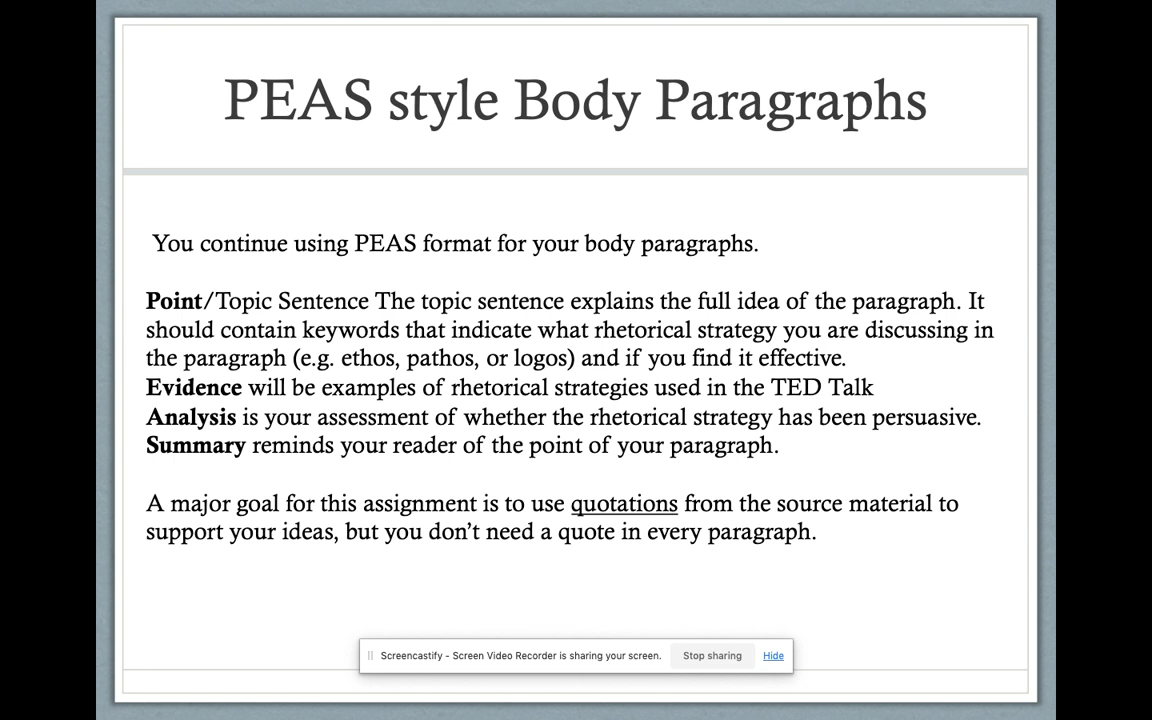 PEAS style Body Paragraphs
You continue using PEAS format for your body paragraphs.
Point/Topic Sentence The topic sentence explains the full idea of the paragraph. It
should contain keywords that indicate what rhetorical strategy you are discussing in
the paragraph (e.g. ethos, pathos, or logos) and if you find it effective.
Evidence will be examples of rhetorical strategies used in the TED Talk
Analysis is your assessment of whether the rhetorical strategy has been persuasive.
Summary reminds your reader of the point of your paragraph.
A major goal for this assignment is to use quotations from the source material to
support your ideas, but you don’t need a quote in every paragraph.
Screencastify - Screen Video Recorder is sharing your screen. Stop sharing Hide